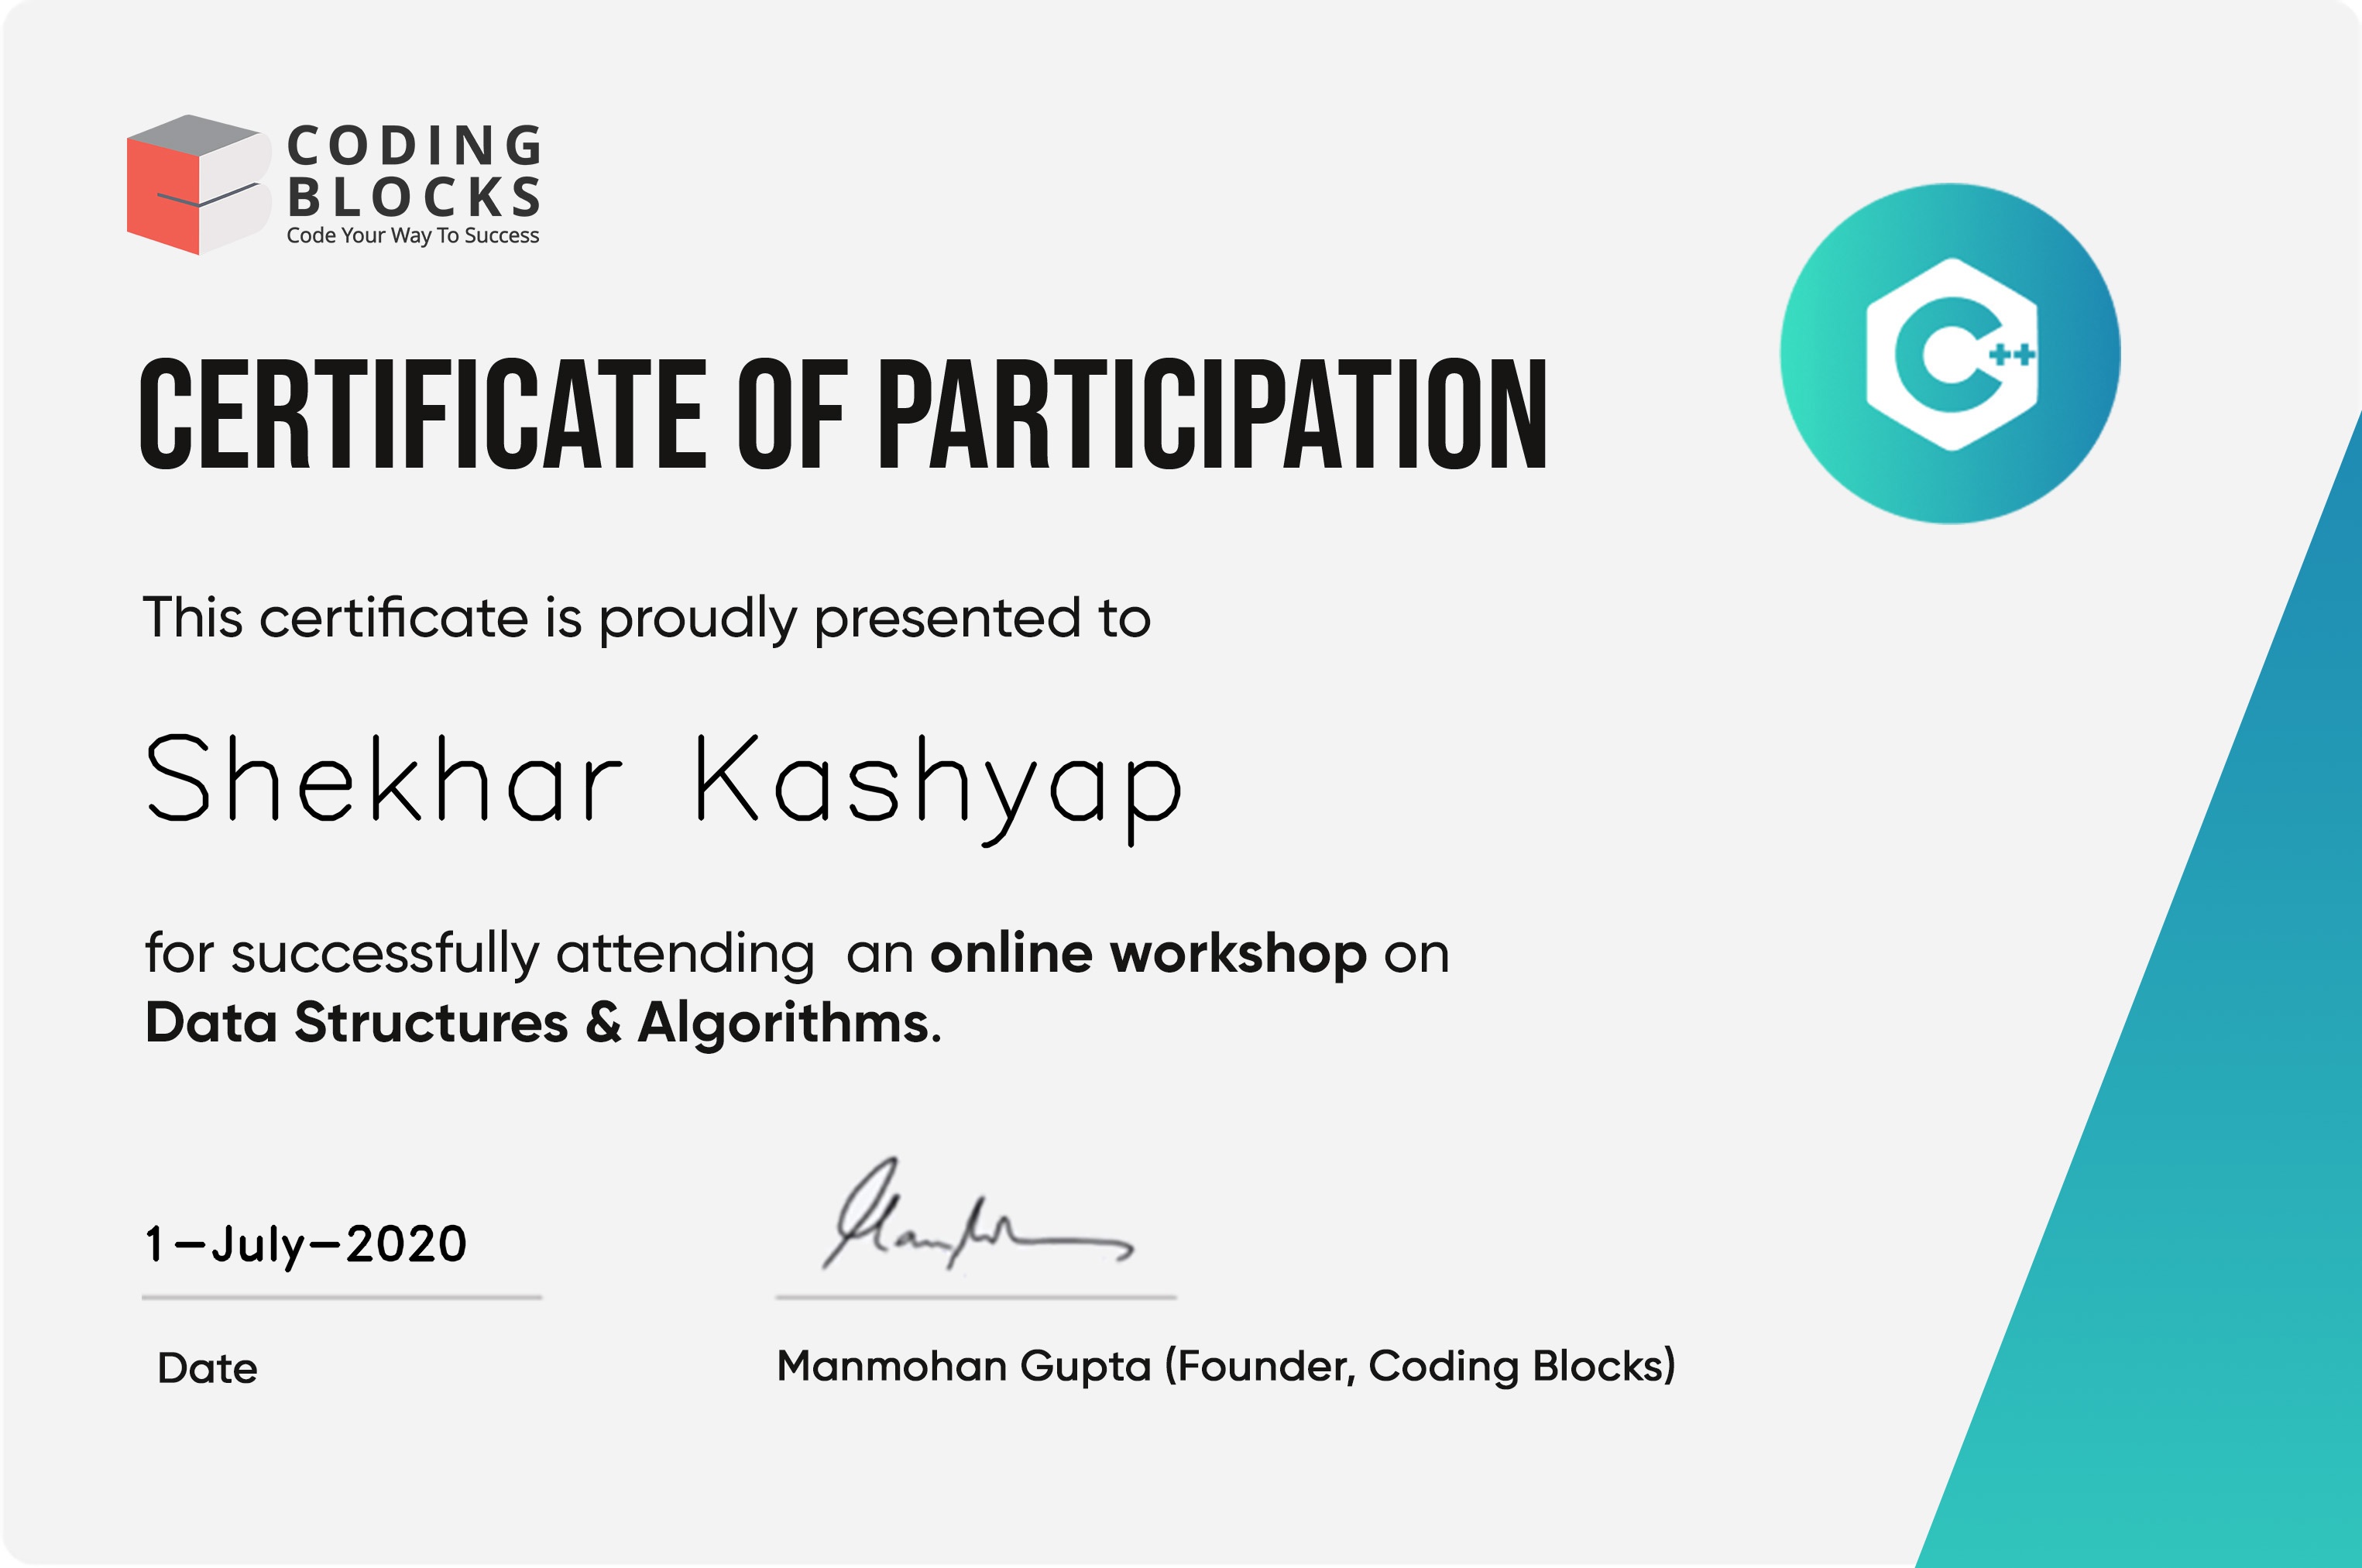 CODING
BLOCKS
Code Your Way To Success
C++
CERTIFICATE OF PARTICIPATION
This certificate is proudly presented to
Shekhar Kashyap
for successfully attending an online workshop on
Data Structures & Algorithms.
1-July-2020
Date
Manmohan Gupta (Founder, Coding Blocks)